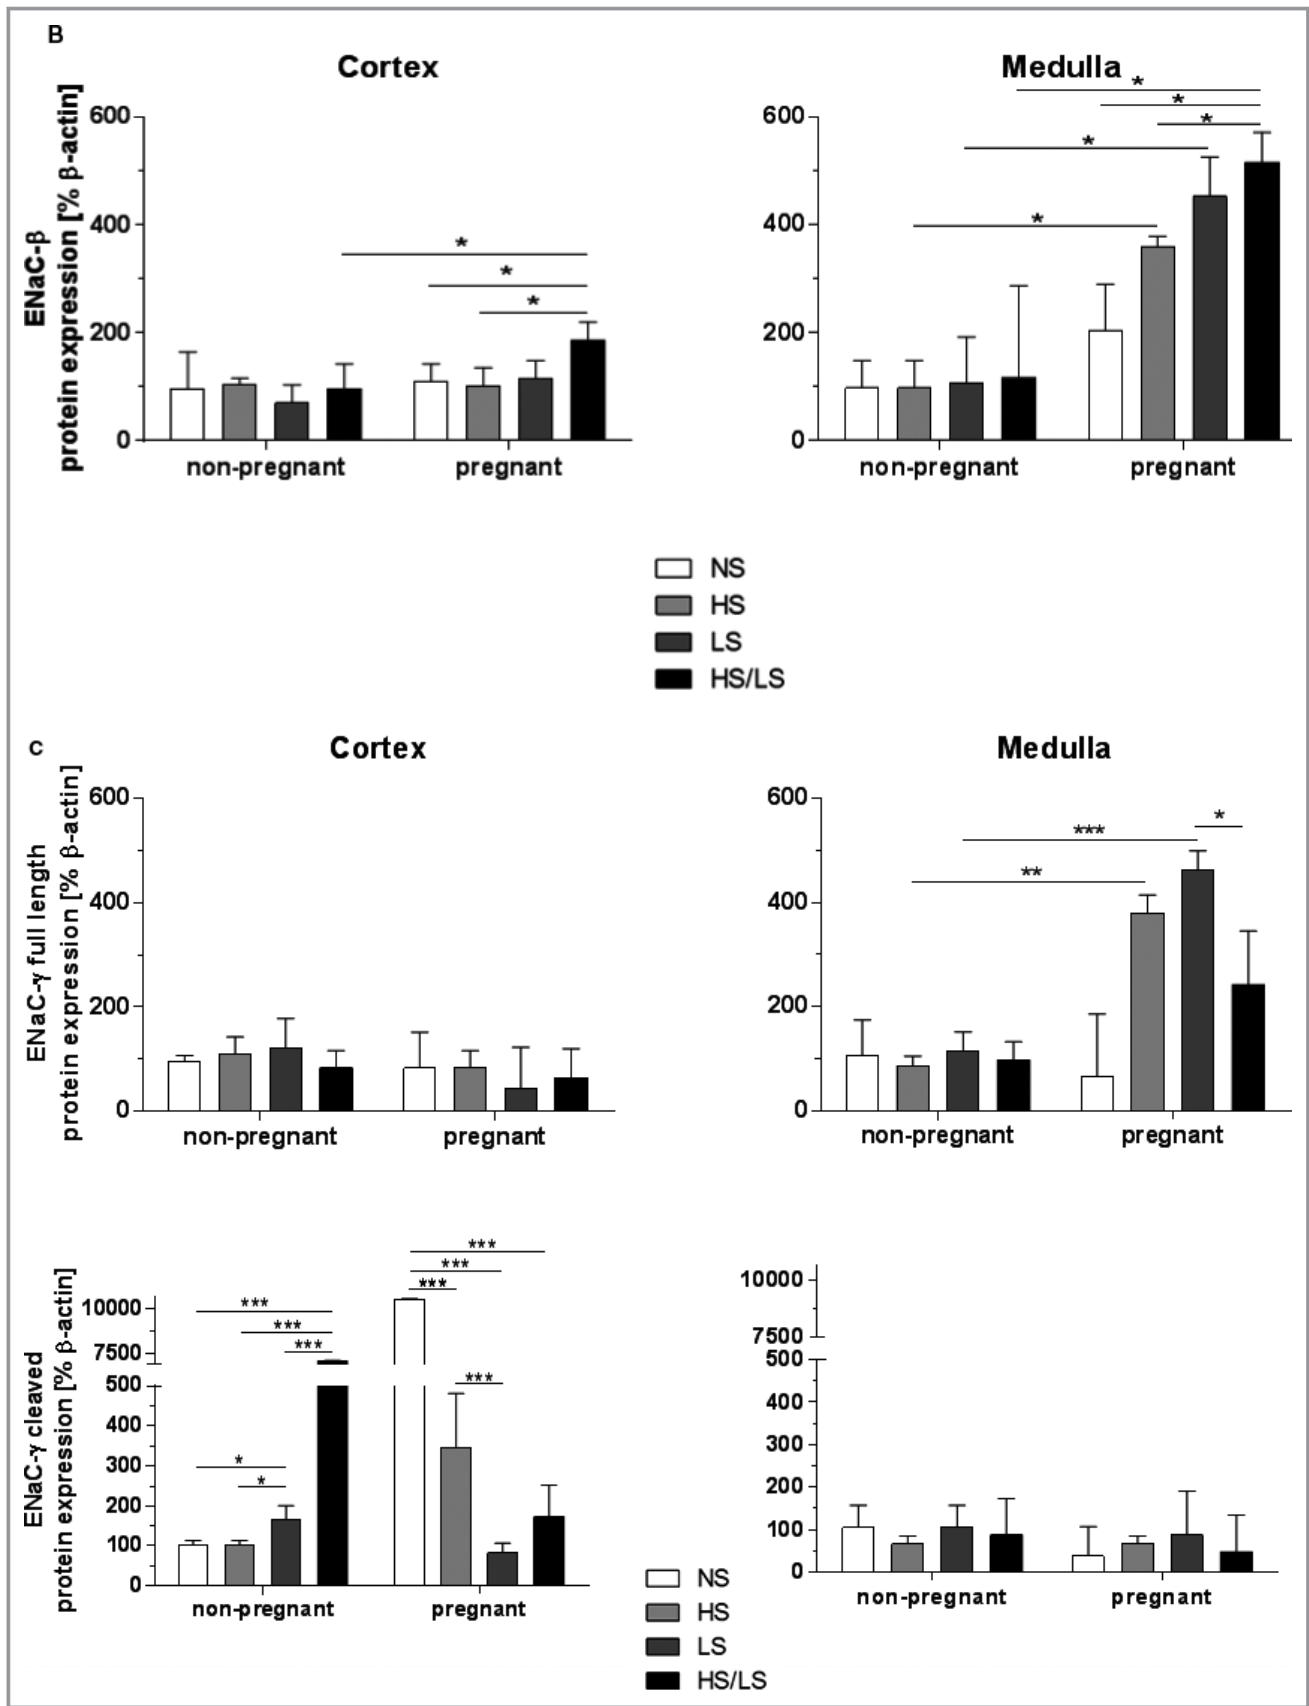 B
Cortex
Medulla
ENaC-β
protein expression [% β-actin]
600
400
200
0
*
*
*
non-pregnant
pregnant
600
400
200
0
*
*
*
*
*
non-pregnant
pregnant
NS
HS
LS
HS/LS
C
Cortex
Medulla
ENaC-γ full length
protein expression [% β-actin]
600
400
200
0
non-pregnant
pregnant
600
400
200
0
***
*
**
non-pregnant
pregnant
ENaC-γ cleaved
protein expression [% β-actin]
10000
7500
500
400
300
200
100
0
***
***
***
*
*
***
***
***
***
non-pregnant
pregnant
10000
7500
500
400
300
200
100
0
non-pregnant
pregnant
NS
HS
LS
HS/LS